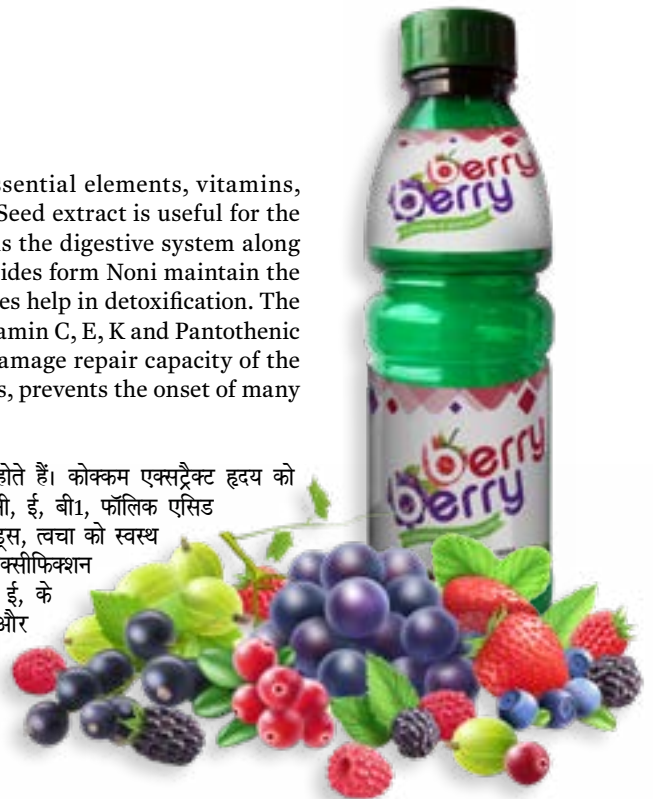 ssential elements, vitamins,
Seed extract is useful for the
s the digestive system along
ides form Noni maintain the
es help in detoxification. The
amin C, E, K and Pantothenic
amage repair capacity of the
s, prevents the onset of many
होते हैं। कोक्कम एक्सट्रैक्ट हृदय को
ी, ई, बी1, फॉलिक एसिड
ड्स, त्वचा को स्वस्थ
क्सीफिक्शन
ई, के
और
berry
berry
berry
berry